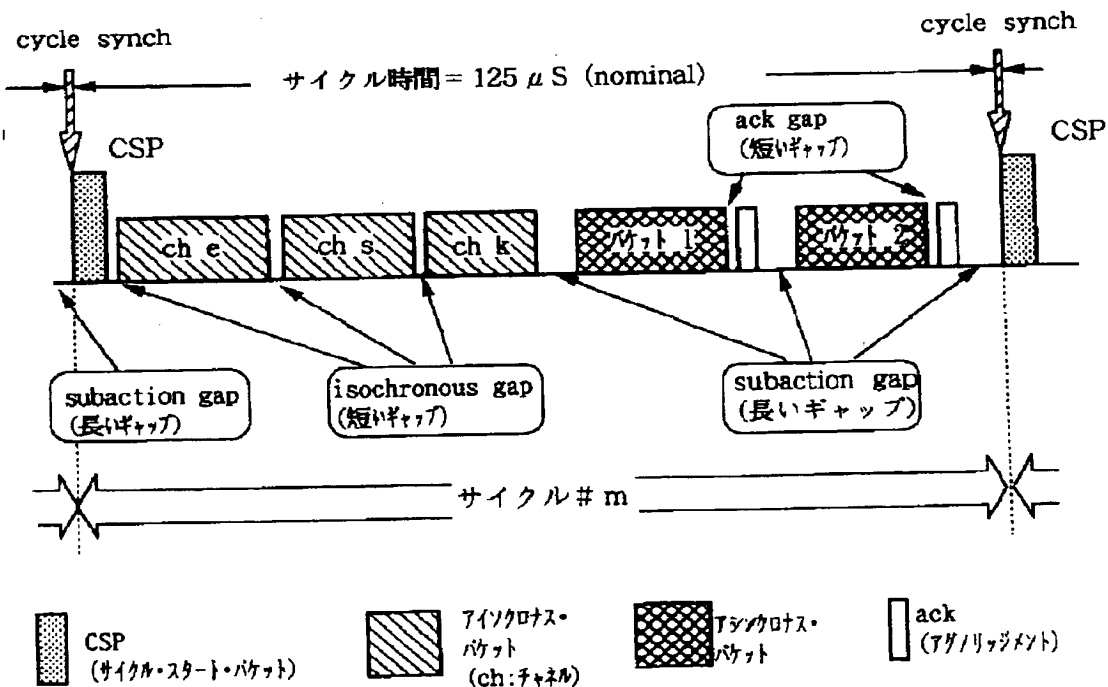 cycle synch
cycle synch
サイクル時間＝125μS (nominal)
CSP
CSP
ack gap
(短いギャップ)
ch e
ch s
ch k
パケット 1
パケット 2
subaction gap
(長いギャップ)
isochronous gap
(短いギャップ)
subaction gap
(長いギャップ)
サイクル＃m
CSP
(サイクル・スタート・パケット)
アイソクロナス・
パケット
(ch:チャネル)
アシンクロナス・
パケット
ack
(アクノリッジメント)